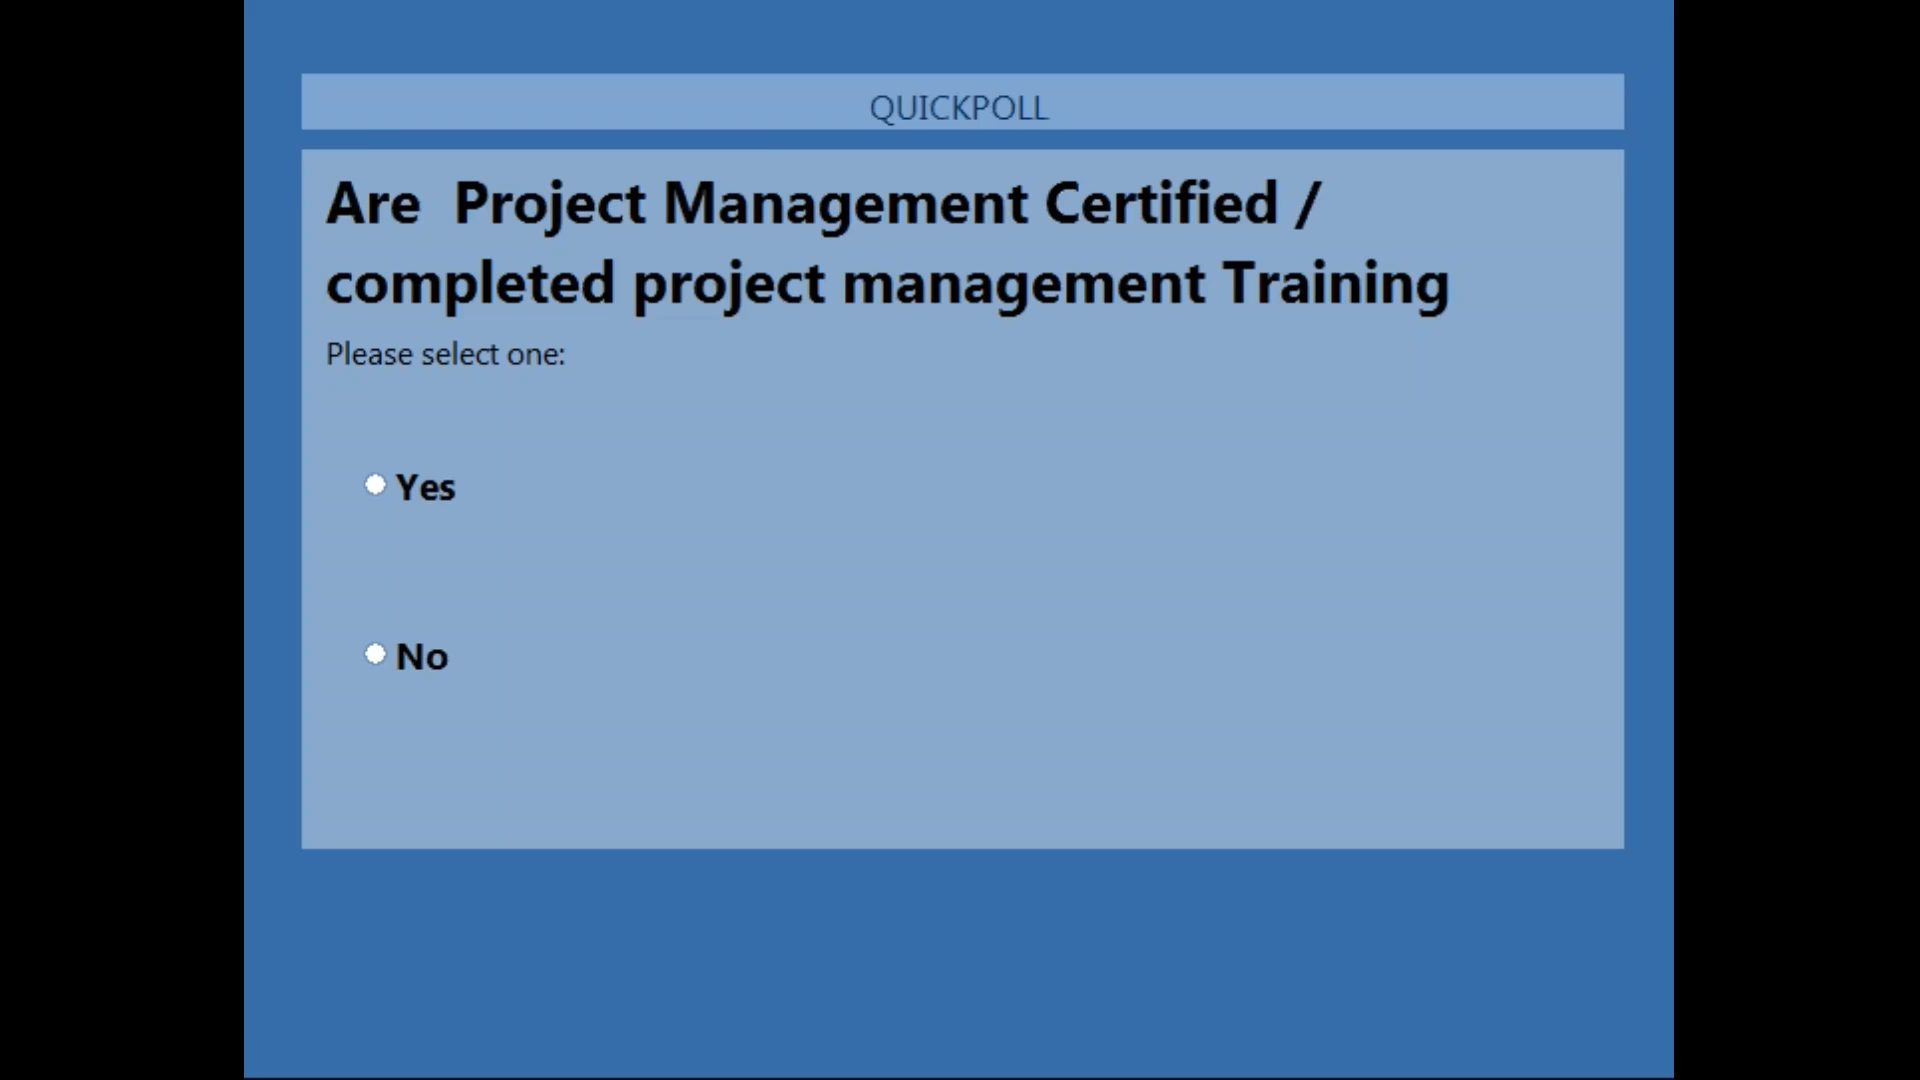 QUICKPOLL
Are  Project Management Certified /
completed project management Training
Please select one:
Yes
No